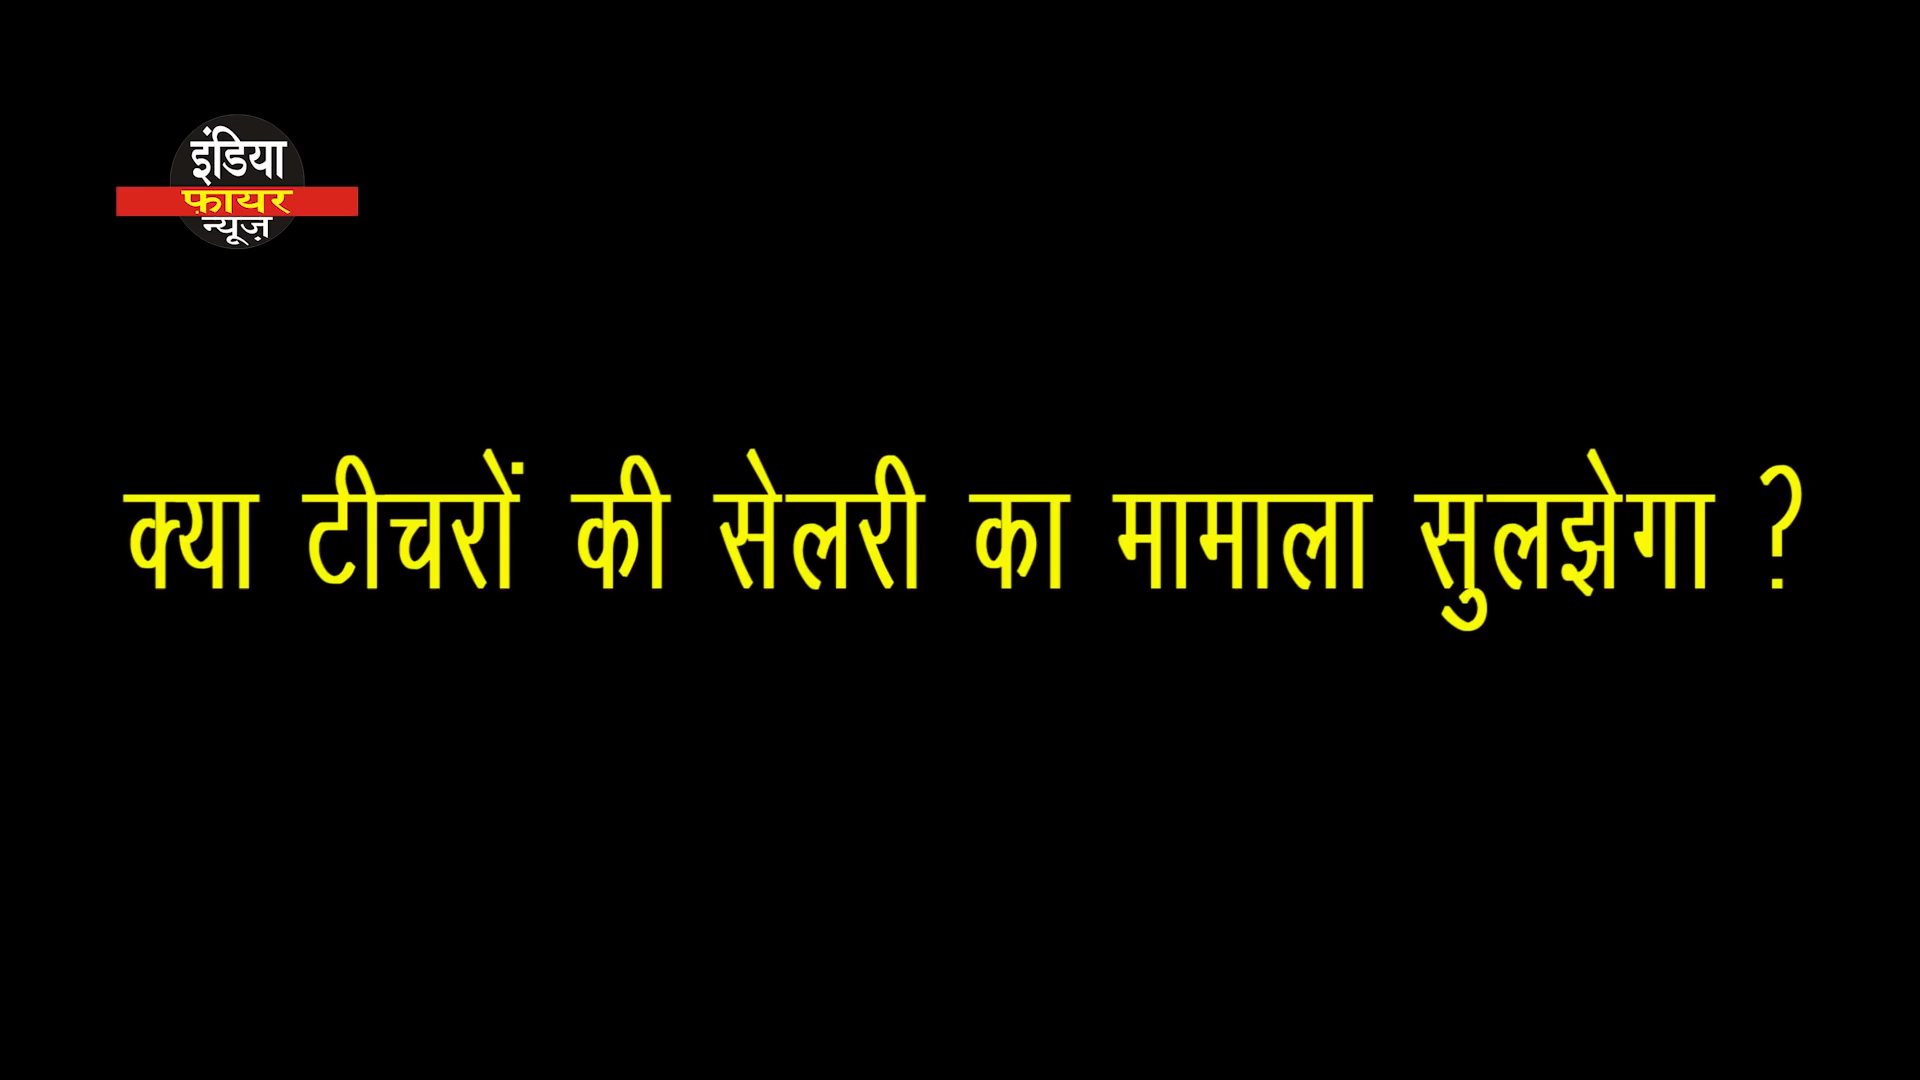 इंडिया
फ़ायर
न्यूज़
क्या टीचरों की सेलरी का मामाला सुलझेगा ?